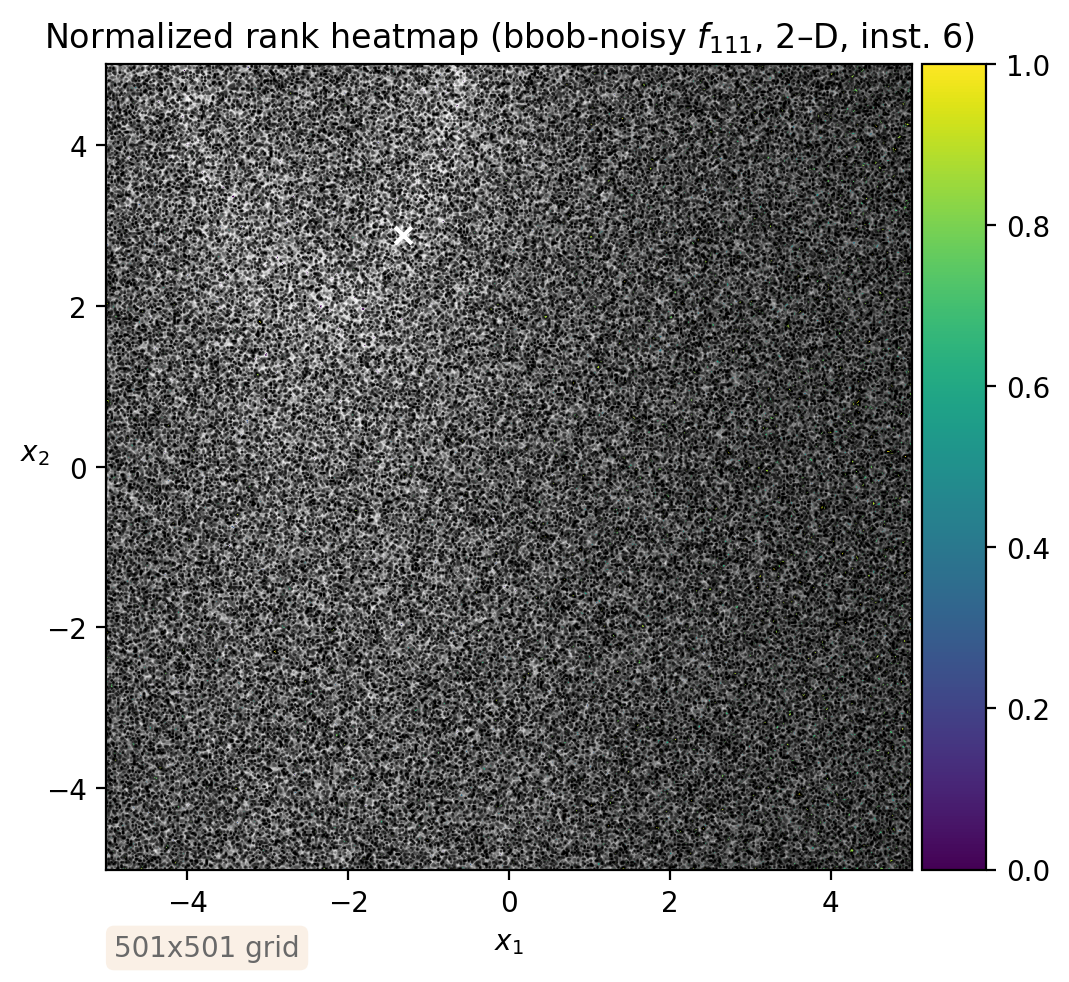 Normalized rank heatmap (bbob-noisy f111, 2–D, inst. 6)
1.0
0.8
0.6
0.4
0.2
0.0
4
2
0
−2
−4
x2
−4 −2 0 2 4
x1
501x501 grid